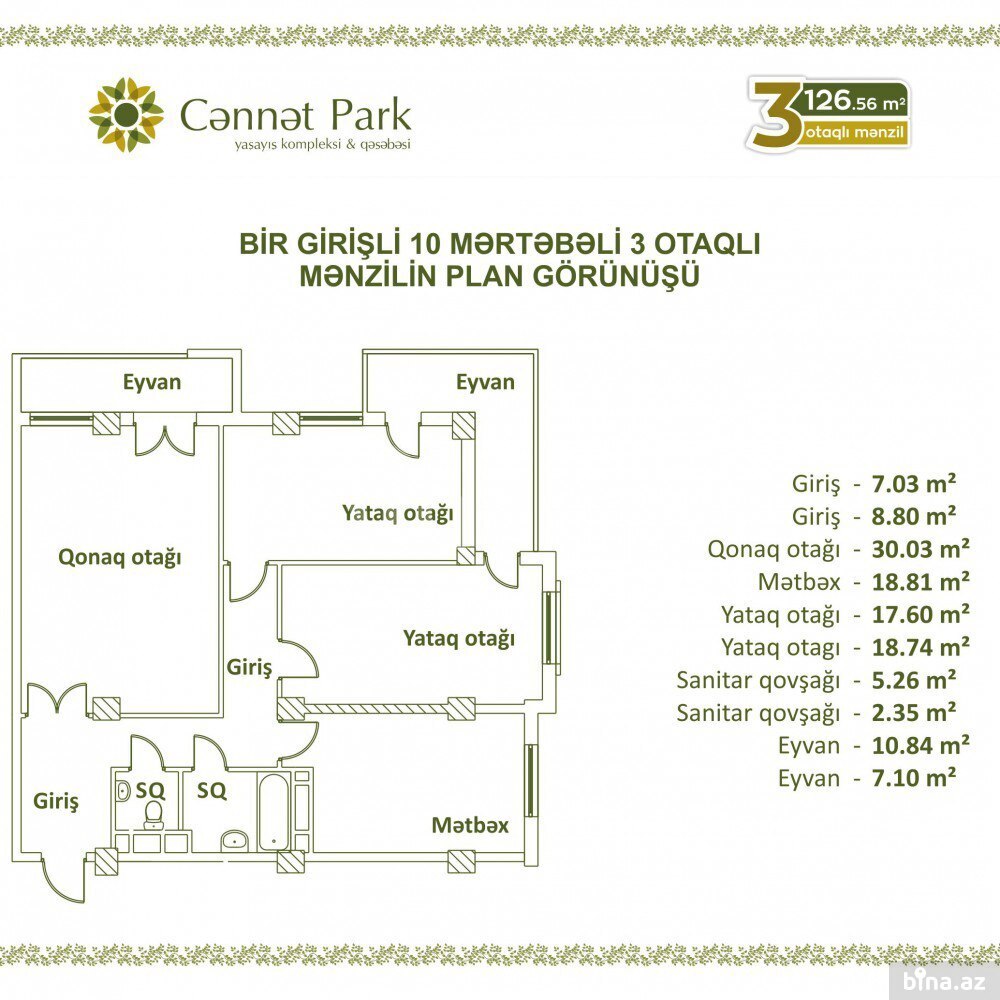 Cənnət Park
yasayıs kompleksi & qəsəbəsi
3 126.56 m²
otaqlı mənzil
BİR GİRİŞLİ 10 MƏRTƏBƏLİ 3 OTAQLI
MƏNZİLİN PLAN GÖRÜNÜŞÜ
Eyvan
Eyvan
Yataq otağı
Qonaq otağı
Yataq otağı
Giriş
SQ
SQ
Giriş
Mətbəx
Giriş - 7.03 m²
Giriş - 8.80 m²
Qonaq otağı - 30.03 m²
Mətbəx - 18.81 m²
Yataq otağı - 17.60 m²
Yataq otagı - 18.74 m²
Sanitar qovşağı - 5.26 m²
Sanitar qovşağı - 2.35 m²
Eyvan - 10.84 m²
Eyvan - 7.10 m²
bina.az